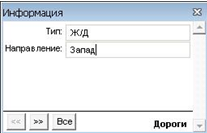 Информация
Тип: Ж/Д
Направление: Запад
<< >> Все Дороги